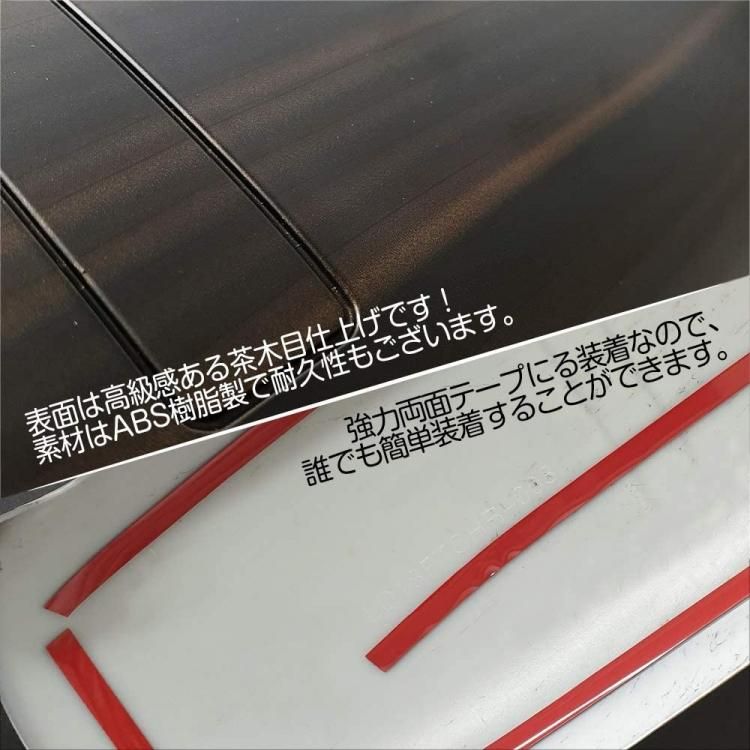 表面は高級感ある茶木目仕上げです！
素材はABS樹脂製で耐久性もございます。
強力両面テープにる装着なので、
誰でも簡単装着することができます。